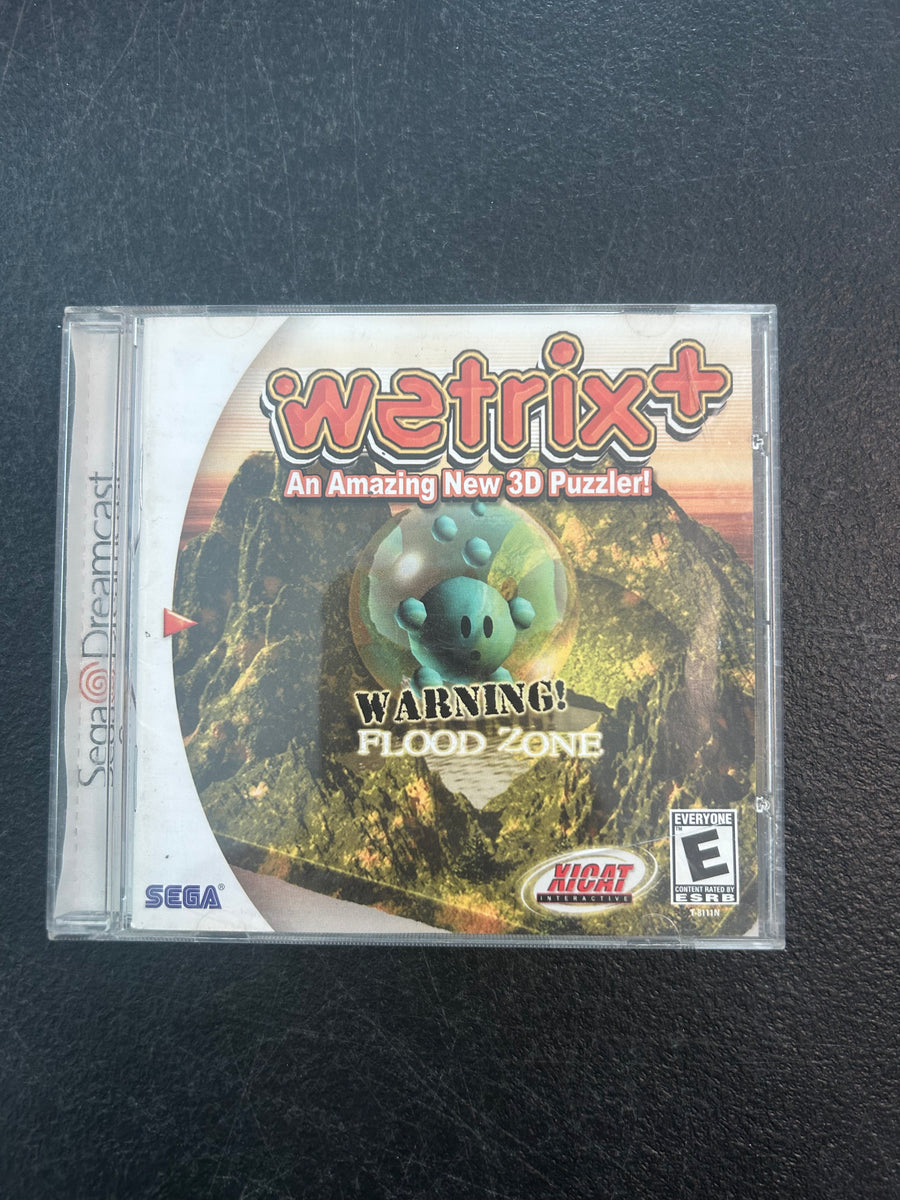 wetrix+
An Amazing New 3D Puzzler!
Sega Dreamcast
WARNING!
FLOOD ZONE
SEGA®
XICAT
INTERACTIVE
EVERYONE
E
CONTENT RATED BY
ESRB
T-8111N